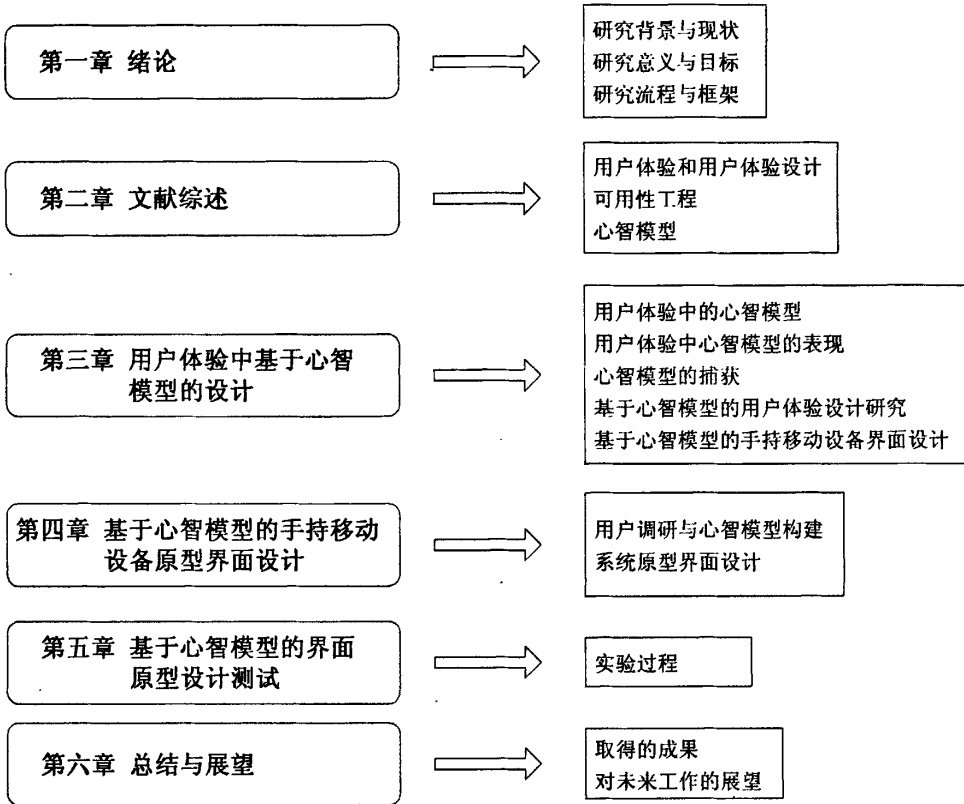 第一章 绪论
研究背景与现状
研究意义与目标
研究流程与框架
第二章 文献综述
用户体验和用户体验设计
可用性工程
心智模型
第三章 用户体验中基于心智
模型的设计
用户体验中的心智模型
用户体验中心智模型的表现
心智模型的捕获
基于心智模型的用户体验设计研究
基于心智模型的手持移动设备界面设计
第四章 基于心智模型的手持移动
设备原型界面设计
用户调研与心智模型构建
系统原型界面设计
第五章 基于心智模型的界面
原型设计测试
实验过程
第六章 总结与展望
取得的成果
对未来工作的展望